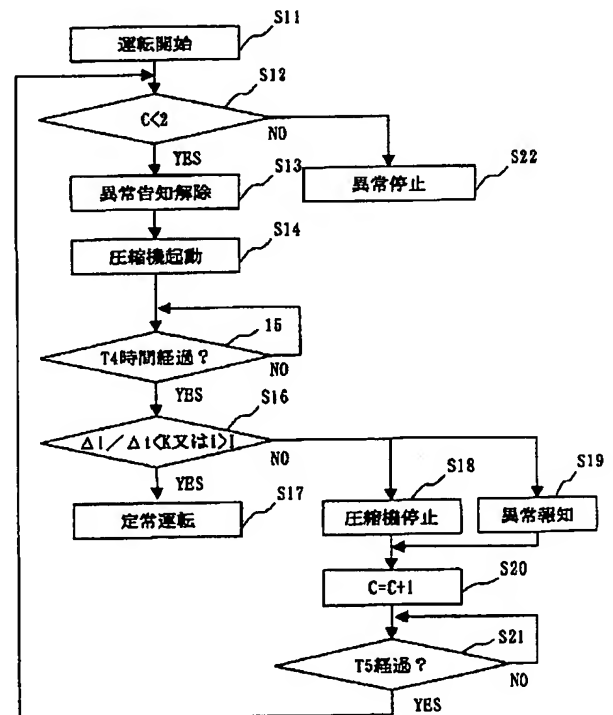 S11
運転開始
S12
C<2
NO
YES
S13
S22
異常告知解除
異常停止
S14
圧縮機起動
15
T4時間経過?
NO
YES
S16
Δi/Δt<K又はi>I
NO
YES
S17
S18
S19
定常運転
圧縮機停止
異常報知
S20
C=C+1
S21
T5経過?
NO
YES